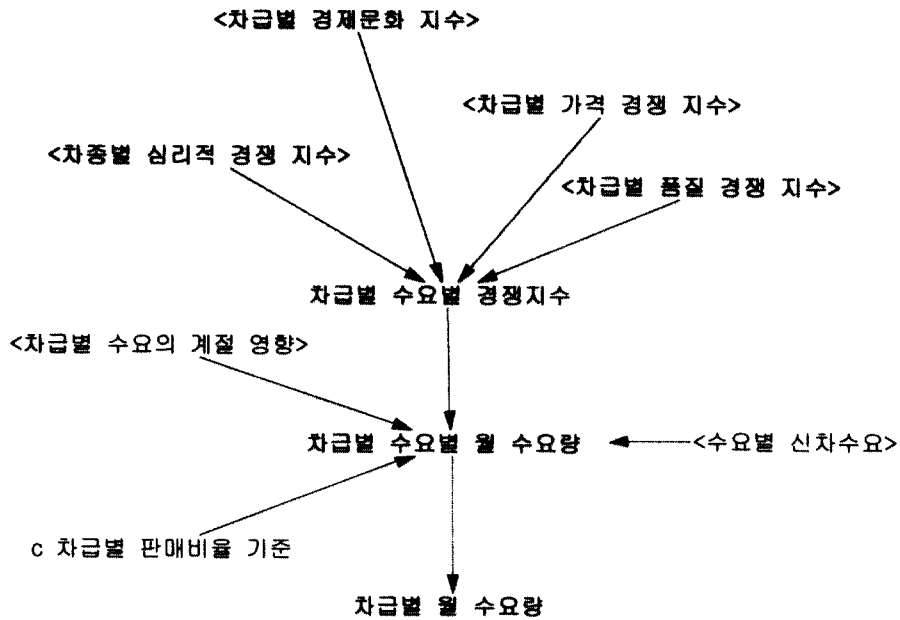 <차급별 경제문화 지수>
<차급별 가격 경쟁 지수>
<차종별 심리적 경쟁 지수>
<차급별 품질 경쟁 지수>
차급별 수요별 경쟁지수
<차급별 수요의 계절 영향>
차급별 수요별 월 수요량
<수요별 신차수요>
c 차급별 판매비율 기준
차급별 월 수요량